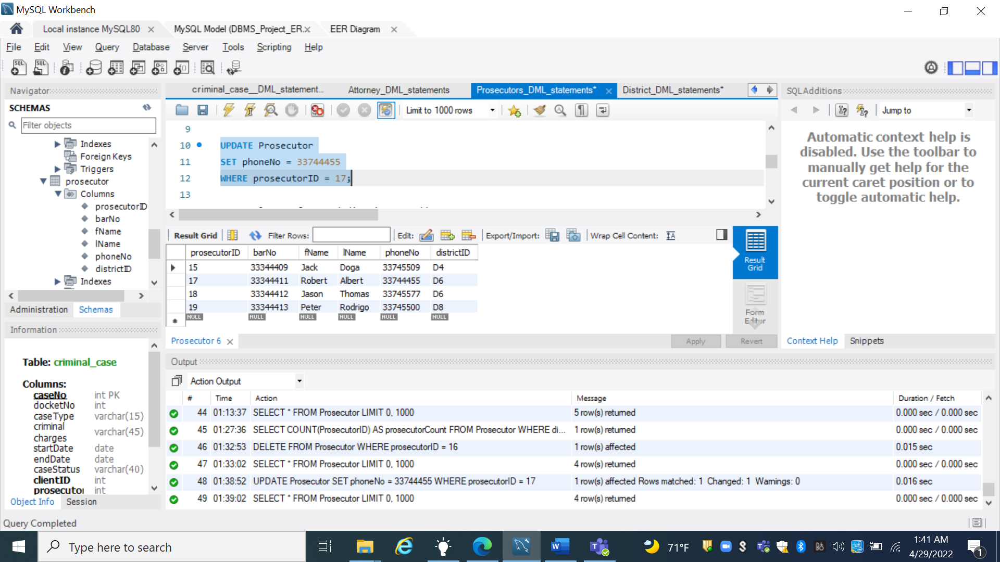 MySQL Workbench
Local instance MySQL80
MySQL Model (DBMS_Project_ER.
EER Diagram
File Edit View Query Database Server Tools Scripting Help
Navigator
criminal_case__DML_statement...
Attorney_DML_statements
Prosecutors_DML_statements*
District_DML_statements*
SQLAdditions
SCHEMAS
Filter objects
Limit to 1000 rows
Jump to
Indexes
Foreign Keys
Triggers
prosecutor
Columns
prosecutorID
barNo
fName
lName
phoneNo
districtID
Indexes
Administration Schemas
9
10 UPDATE Prosecutor
11 SET phoneNo = 33744455
12 WHERE prosecutorID = 17;
13
Automatic context help is
disabled. Use the toolbar to
manually get help for the
current caret position or to
toggle automatic help.
Result Grid Filter Rows: Edit: Export/Import: Wrap Cell Content:
prosecutorID barNo fName lName phoneNo districtID
15 33344409 Jack Doga 33745509 D4
17 33344411 Robert Albert 33744455 D6
18 33344412 Jason Thomas 33745577 D6
19 33344413 Peter Rodrigo 33745500 D8
NULL NULL NULL NULL NULL NULL
Result
Grid
Form
Editor
Prosecutor 6
Apply Revert
Context Help Snippets
Information
Table: criminal_case
Columns:
caseNo int PK
docketNo int
caseType varchar(15)
criminal
charges varchar(45)
startDate date
endDate date
caseStatus varchar(40)
clientID int
prosecutor int
Object Info Session
Output
Action Output
# Time Action Message Duration / Fetch
44 01:13:37 SELECT * FROM Prosecutor LIMIT 0, 1000 5 row(s) returned 0.000 sec / 0.000 sec
45 01:27:36 SELECT COUNT(ProsecutorID) AS prosecutorCount FROM Prosecutor WHERE di... 1 row(s) returned 0.000 sec / 0.000 sec
46 01:32:53 DELETE FROM Prosecutor WHERE prosecutorID = 16 1 row(s) affected 0.015 sec
47 01:33:02 SELECT * FROM Prosecutor LIMIT 0, 1000 4 row(s) returned 0.000 sec / 0.000 sec
48 01:38:52 UPDATE Prosecutor SET phoneNo = 33744455 WHERE prosecutorID = 17 1 row(s) affected Rows matched: 1 Changed: 1 Warnings: 0 0.016 sec
49 01:39:02 SELECT * FROM Prosecutor LIMIT 0, 1000 4 row(s) returned 0.000 sec / 0.000 sec
Query Completed
Type here to search
71°F
1:41 AM
4/29/2022
1